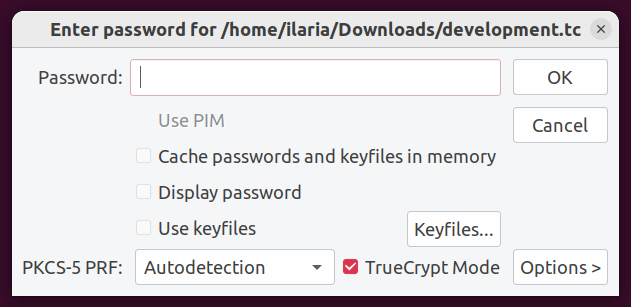 Enter password for /home/ilaria/Downloads/development.tc
Password:
OK
Use PIM
Cancel
Cache passwords and keyfiles in memory
Display password
Use keyfiles
Keyfiles...
PKCS-5 PRF: Autodetection TrueCrypt Mode Options >